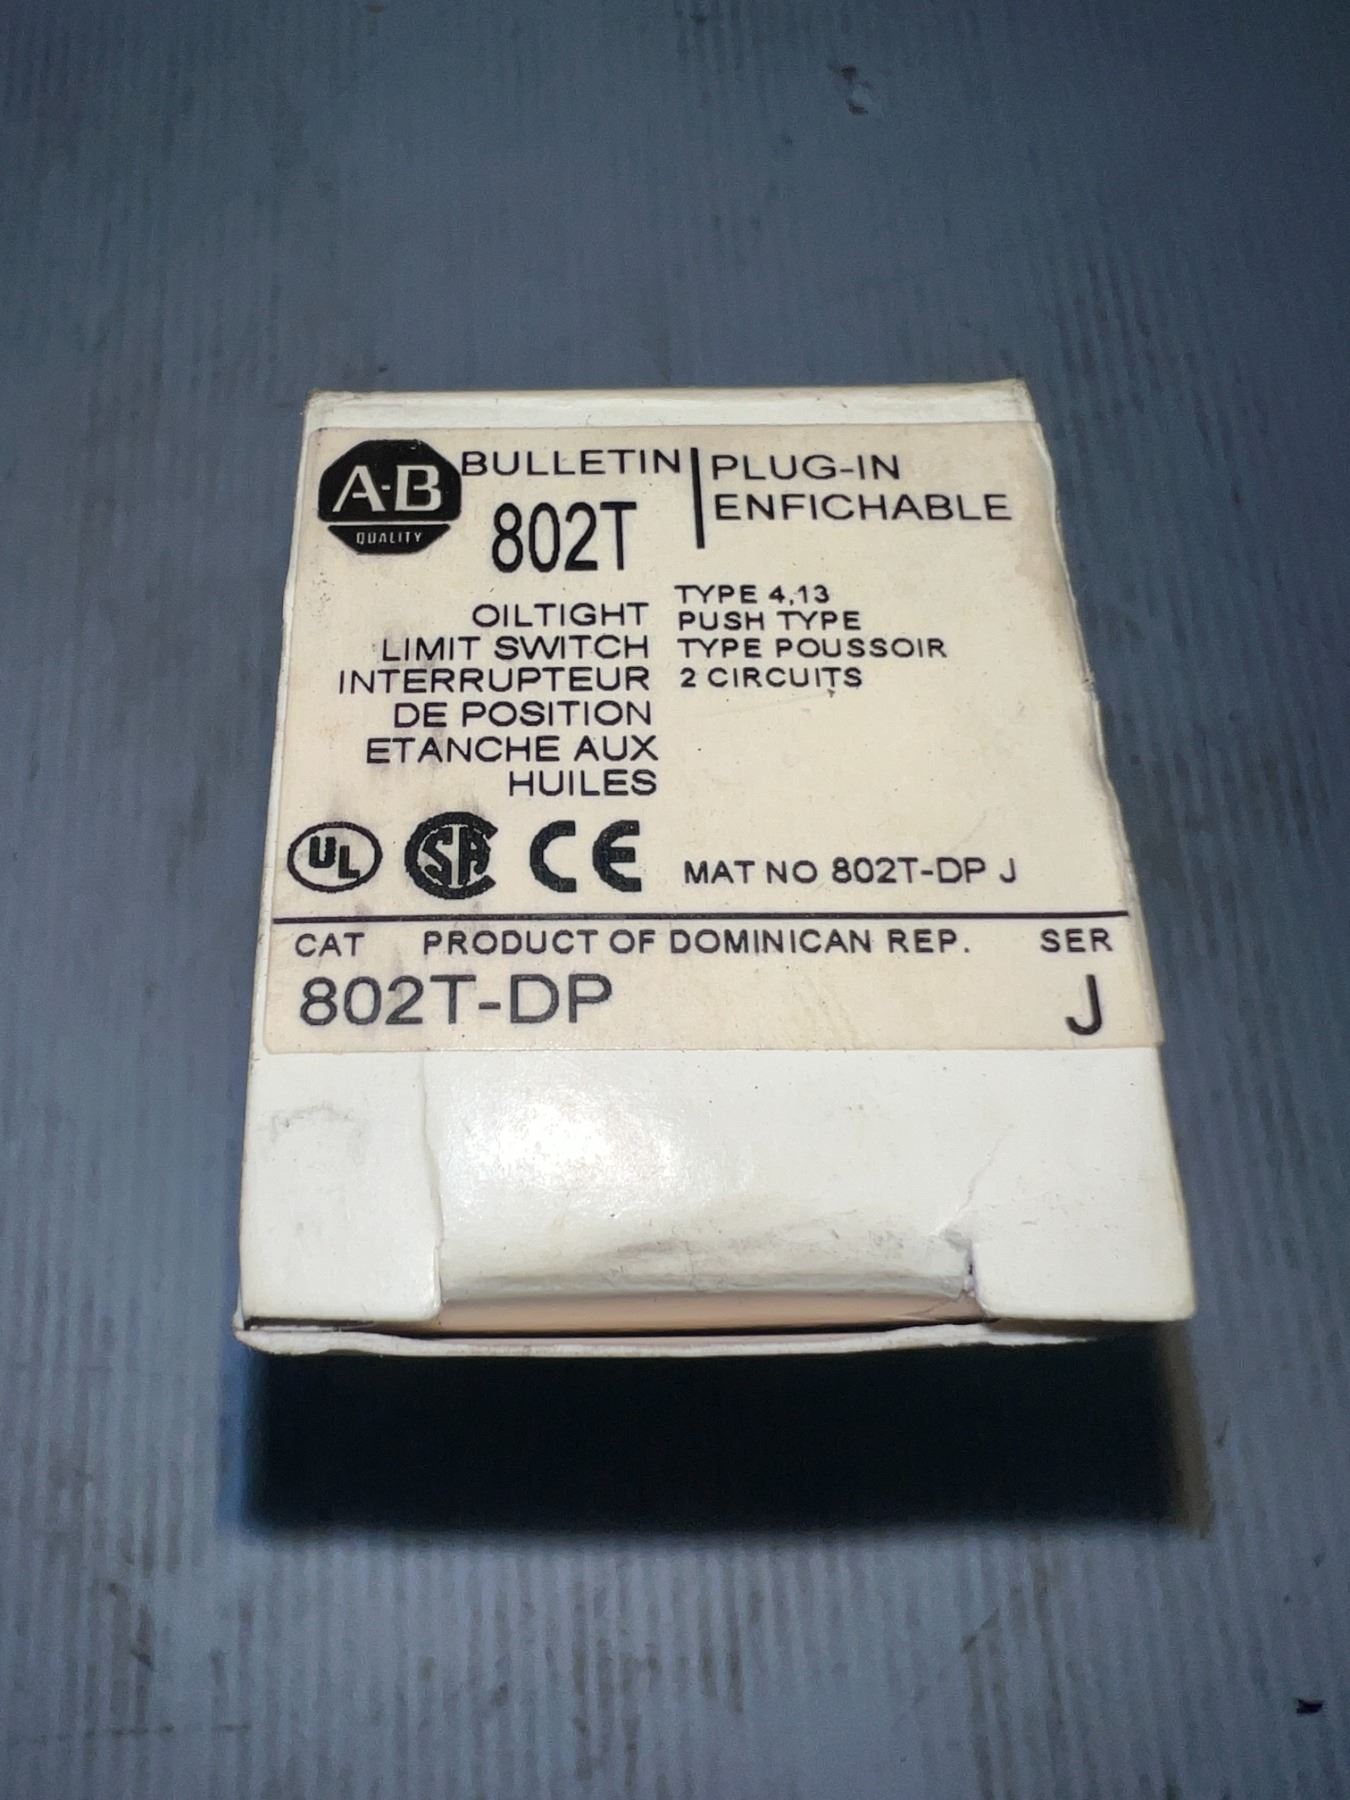 A-B
QUALITY
BULLETIN
802T
PLUG-IN
ENFICHABLE
OILTIGHT
LIMIT SWITCH
INTERRUPTEUR
DE POSITION
ETANCHE AUX
HUILES
TYPE 4,13
PUSH TYPE
TYPE POUSSOIR
2 CIRCUITS
UL
SA
CE
MAT NO 802T-DP J
CAT PRODUCT OF DOMINICAN REP. SER
802T-DP J